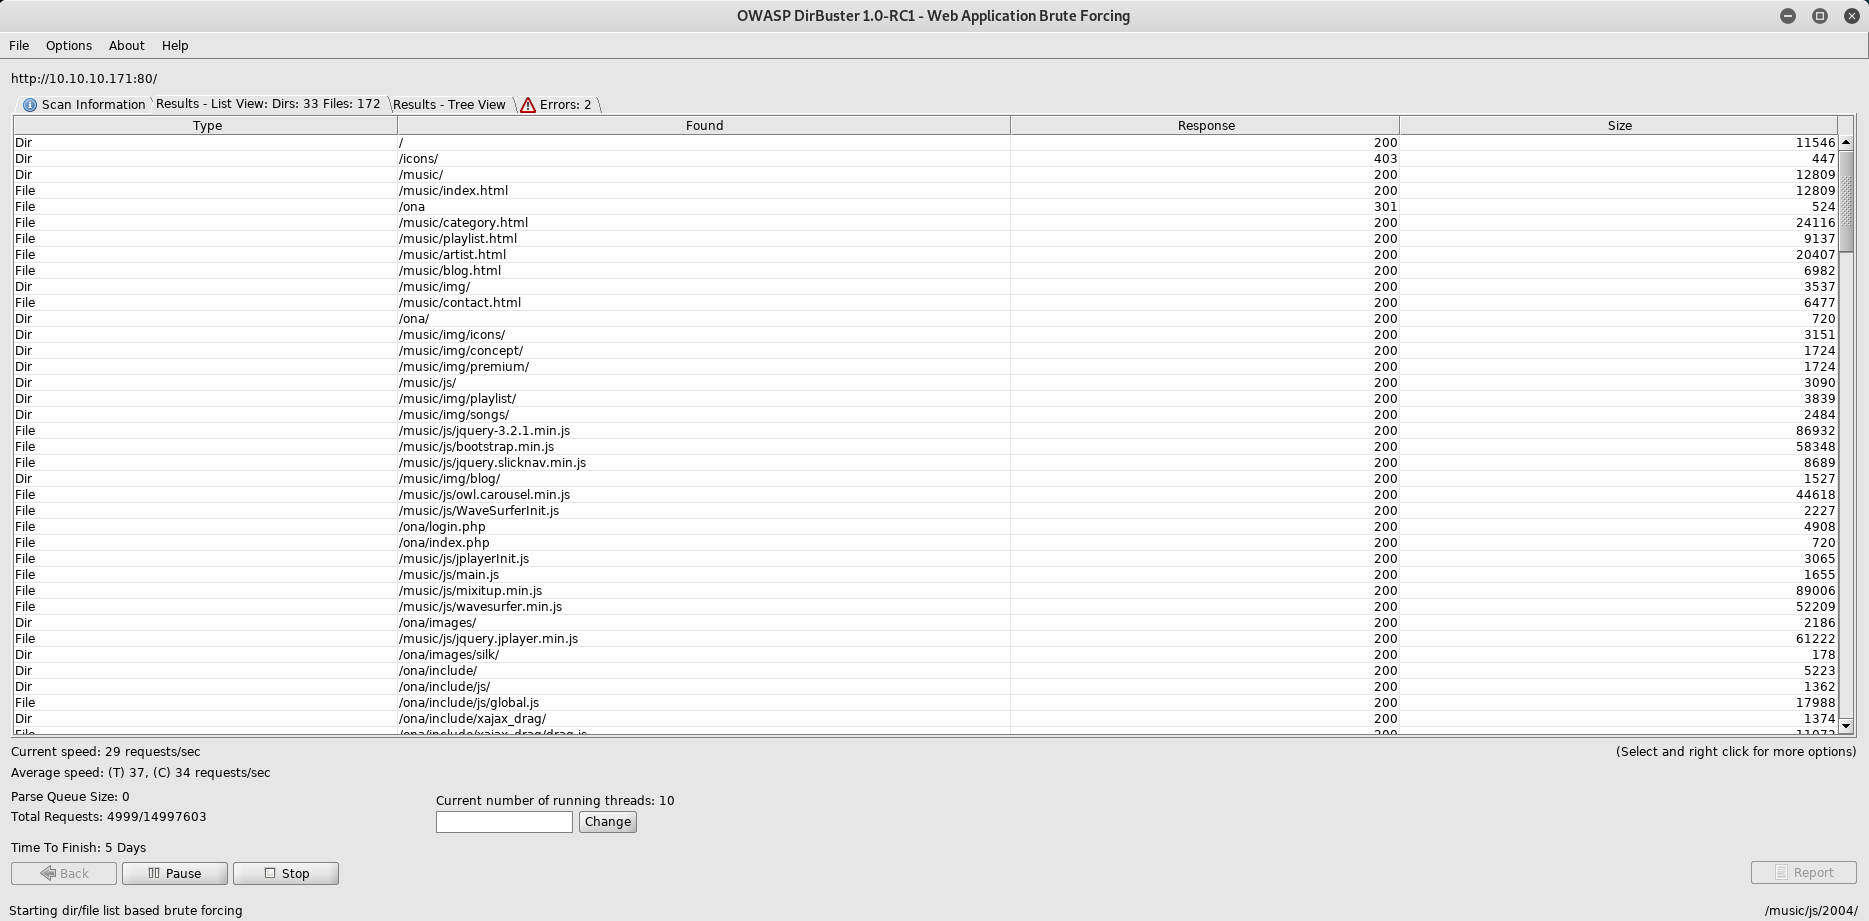 OWASP DirBuster 1.0-RC1 - Web Application Brute Forcing
File Options About Help
http://10.10.10.171:80/
Scan Information Results - List View: Dirs: 33 Files: 172 Results - Tree View Errors: 2
Type Found Response Size
Dir / 200 11546
Dir /icons/ 403 447
Dir /music/ 200 12809
File /music/index.html 200 12809
File /ona 301 524
File /music/category.html 200 24116
File /music/playlist.html 200 9137
File /music/artist.html 200 20407
File /music/blog.html 200 6982
Dir /music/img/ 200 3537
File /music/contact.html 200 6477
Dir /ona/ 200 720
Dir /music/img/icons/ 200 3151
Dir /music/img/concept/ 200 1724
Dir /music/img/premium/ 200 1724
Dir /music/js/ 200 3090
Dir /music/img/playlist/ 200 3839
Dir /music/img/songs/ 200 2484
File /music/js/jquery-3.2.1.min.js 200 86932
File /music/js/bootstrap.min.js 200 58348
File /music/js/jquery.slicknav.min.js 200 8689
Dir /music/img/blog/ 200 1527
File /music/js/owl.carousel.min.js 200 44618
File /music/js/WaveSurferInit.js 200 2227
File /ona/login.php 200 4908
File /ona/index.php 200 720
File /music/js/jplayerInit.js 200 3065
File /music/js/main.js 200 1655
File /music/js/mixitup.min.js 200 89006
File /music/js/wavesurfer.min.js 200 52209
Dir /ona/images/ 200 2186
File /music/js/jquery.jplayer.min.js 200 61222
Dir /ona/images/silk/ 200 178
Dir /ona/include/ 200 5223
Dir /ona/include/js/ 200 1362
File /ona/include/js/global.js 200 17988
Dir /ona/include/xajax_drag/ 200 1374
File /ona/include/xajax_drag/drag.js 200
Current speed: 29 requests/sec (Select and right click for more options)
Average speed: (T) 37, (C) 34 requests/sec
Parse Queue Size: 0
Current number of running threads: 10
Total Requests: 4999/14997603
Change
Time To Finish: 5 Days
Back Pause Stop Report
Starting dir/file list based brute forcing /music/js/2004/